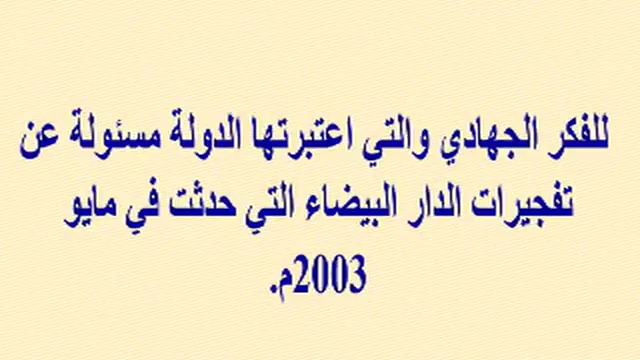 للفكر الجهادي والتي اعتبرتها الدولة مسئولة عن
تفجيرات الدار البيضاء التي حدثت في مايو
2003م.